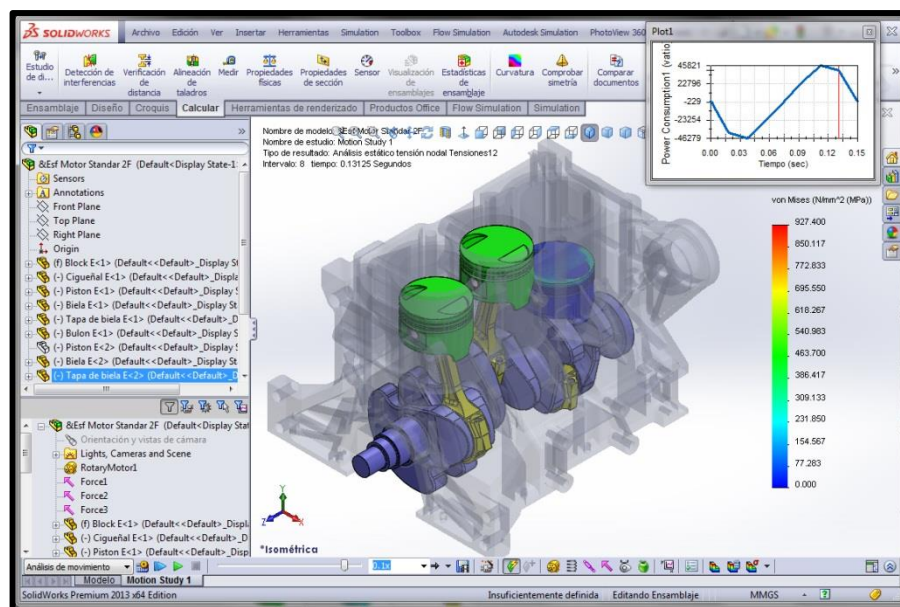 SOLIDWORKS
Archivo Edición Ver Insertar Herramientas Simulation Toolbox Flow Simulation Autodesk Simulation PhotoView 360
Estudio de di...
Detección de interferencias
Verificación de distancia
Alineación de taladros
Medir
Propiedades físicas
Propiedades de sección
Sensor
Visualización de ensamblajes
Estadísticas de ensamblaje
Curvatura
Comprobar simetría
Comparar documentos
Ensamblaje Diseño Croquis Calcular Herramientas de renderizado Productos Office Flow Simulation Simulation
Plot1
Power Consumption1 (vatio
45821
22796
-229
-23254
-46279
0.00 0.03 0.06 0.09 0.12 0.15
Tiempo (sec)
&Esf Motor Standar 2F (Default<Display State-1
Sensors
Annotations
Front Plane
Top Plane
Right Plane
Origin
(f) Block E<1> (Default<<Default>_Display St
(-) Cigueñal E<1> (Default<<Default>_Displa
(-) Piston E<1> (Default<<Default>_Display S
(-) Biela E<1> (Default<<Default>_Display St
(-) Tapa de biela E<1> (Default<<Default>_D
(-) Bulon E<1> (Default<<Default>_Display S
(-) Piston E<2> (Default<<Default>_Display S
(-) Biela E<2> (Default<<Default>_Display St
(-) Tapa de biela E<2> (Default<<Default>_D
Nombre de modelo: &Esf Motor Standar 2F
Nombre de estudio: Motion Study 1
Tipo de resultado: Análisis estático tensión nodal Tensiones12
Intervalo: 8 tiempo: 0.13125 Segundos
von Mises (N/mm^2 (MPa))
927.400
850.117
772.833
695.550
618.267
540.983
463.700
386.417
309.133
231.850
154.567
77.283
0.000
&Esf Motor Standar 2F (Default<Display Stat
Orientación y vistas de cámara
Lights, Cameras and Scene
RotaryMotor1
Force1
Force2
Force3
(f) Block E<1> (Default<<Default>_Displ
(-) Cigueñal E<1> (Default<<Default>_D
(-) Piston E<1> (Default<<Default>_Disp
Y
Z
X
*Isométrica
Análisis de movimiento
0.1x
Modelo Motion Study 1
SolidWorks Premium 2013 x64 Edition
Insuficientemente definida
Editando Ensamblaje
MMGS